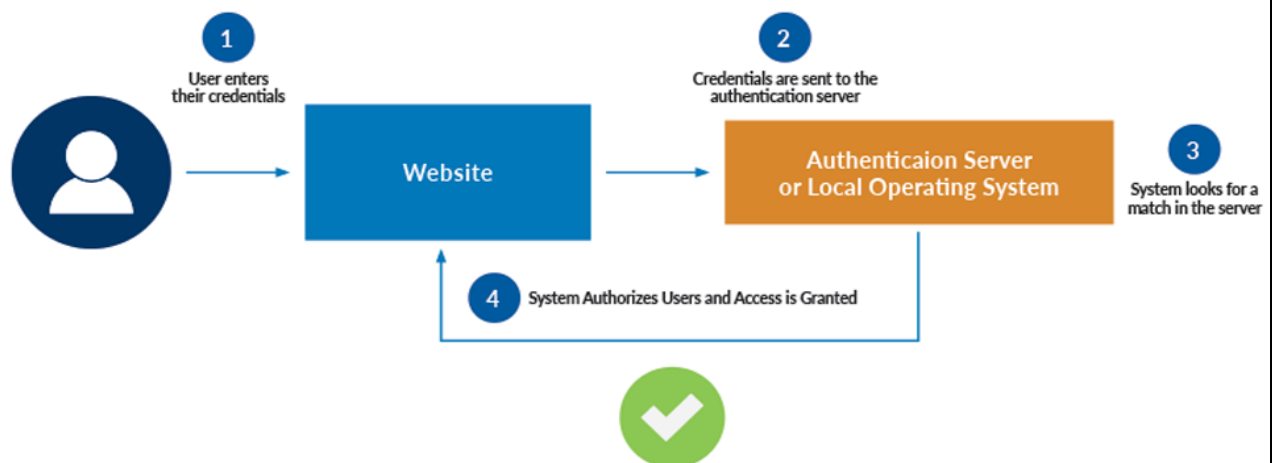 1
User enters
their credentials
Website
2
Credentials are sent to the
authentication server
Authenticaion Server
or Local Operating System
3
System looks for a
match in the server
4
System Authorizes Users and Access is Granted